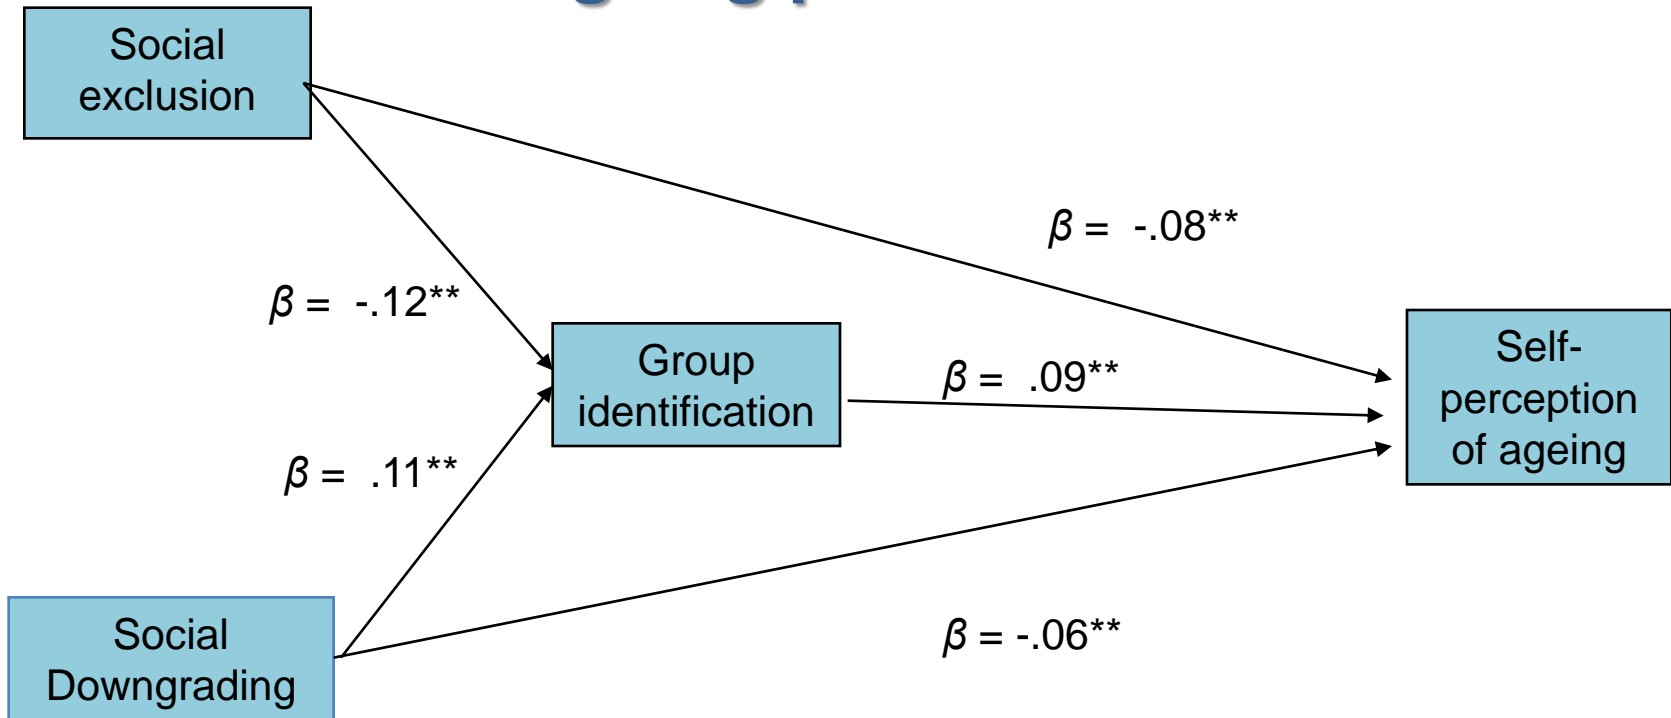 Social
exclusion
β = -.08**
β = -.12**
Group
identification
β = .09**
Self-
perception
of ageing
β = .11**
Social
Downgrading
β = -.06**